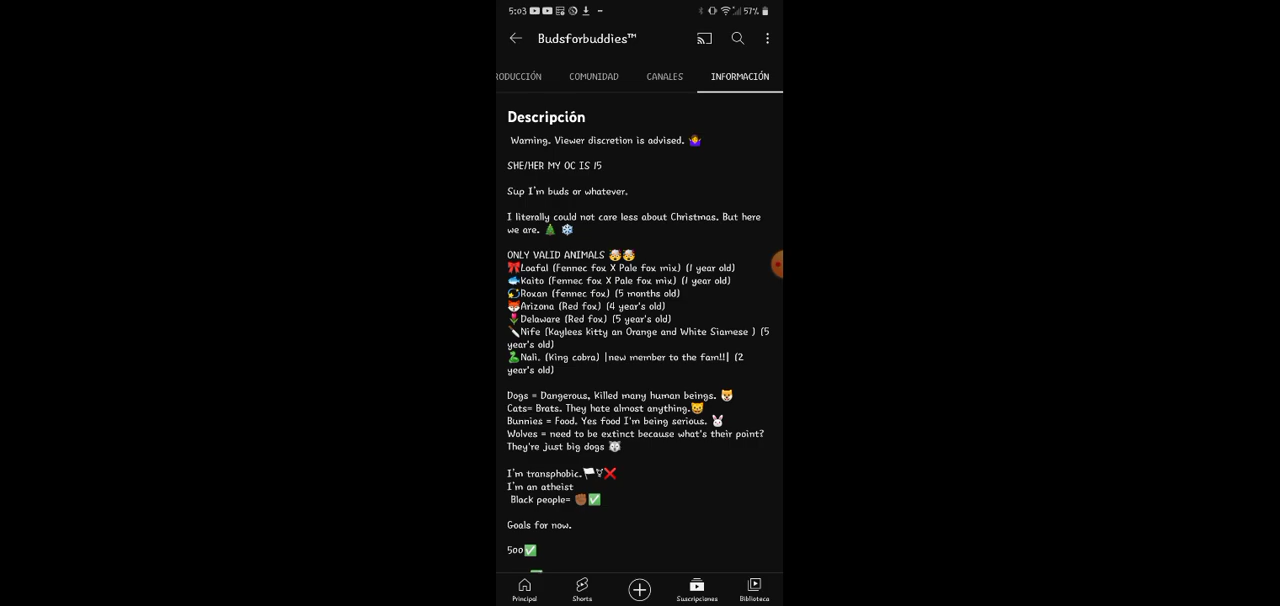 5:03
57%
Budsforbuddies™
RODUCCIÓN COMUNIDAD CANALES INFORMACIÓN
Descripción
Warning. Viewer discretion is advised. 🤷‍♀️
SHE/HER MY OC IS 15
Sup I'm buds or whatever.
I literally could not care less about Christmas. But here
we are. 🎄 ❄️
ONLY VALID ANIMALS 🤯🤯
🎀Loafal (Fennec fox X Pale fox mix) (1 year old)
🐟Kaito (Fennec fox X Pale fox mix) (1 year old)
💫Roxan (fennec fox) (5 months old)
🦊Arizona (Red fox) (4 year's old)
🌷Delaware (Red fox) (5 year's old)
🔪Nife (Kaylees kitty an Orange and White Siamese ) (5
year's old)
🐍Nali. (King cobra) |new member to the fam!!| (2
year's old)
Dogs = Dangerous, Killed many human beings. 🐶
Cats= Brats. They hate almost anything.😺
Bunnies = Food. Yes food I'm being serious. 🐰
Wolves = need to be extinct because what's their point?
They're just big dogs 🐺
I'm transphobic.🏳️⚧❌
I'm an atheist
Black people= ✊🏾✅
Goals for now.
500✅
Principal Shorts Suscripciones Biblioteca